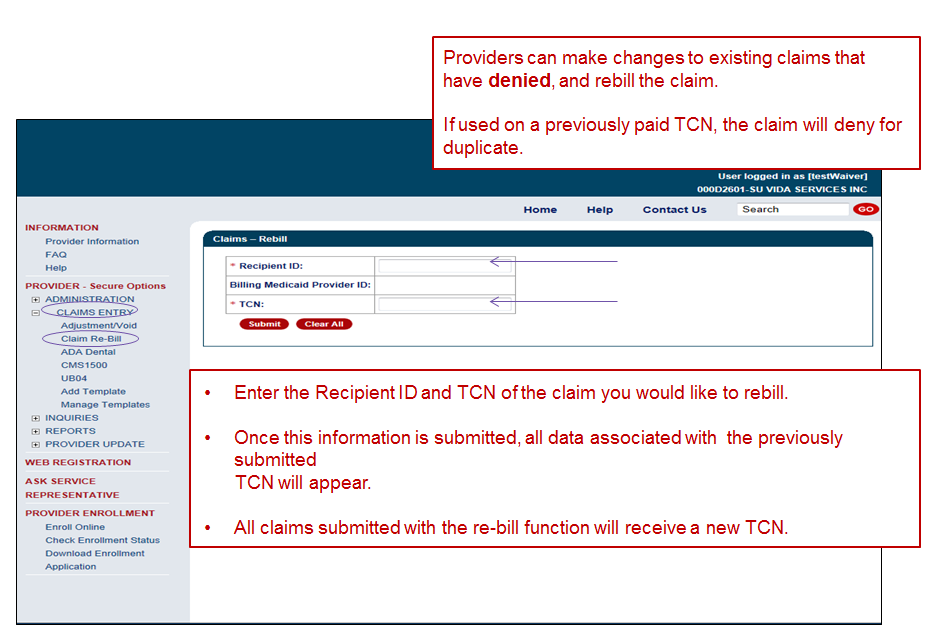 Providers can make changes to existing claims that
have denied, and rebill the claim.
If used on a previously paid TCN, the claim will deny for
duplicate.
User logged in as [testWaiver]
000D2601-SU VIDA SERVICES INC
Home Help Contact Us Search GO
INFORMATION
Provider Information
FAQ
Help
PROVIDER - Secure Options
ADMINISTRATION
CLAIMS ENTRY
Adjustment/Void
Claim Re-Bill
ADA Dental
CMS1500
UB04
Add Template
Manage Templates
INQUIRIES
REPORTS
PROVIDER UPDATE
WEB REGISTRATION
ASK SERVICE
REPRESENTATIVE
PROVIDER ENROLLMENT
Enroll Online
Check Enrollment Status
Download Enrollment
Application
Claims – Rebill
* Recipient ID:
Billing Medicaid Provider ID:
* TCN:
Submit Clear All
• Enter the Recipient ID and TCN of the claim you would like to rebill.
• Once this information is submitted, all data associated with the previously
submitted
TCN will appear.
• All claims submitted with the re-bill function will receive a new TCN.